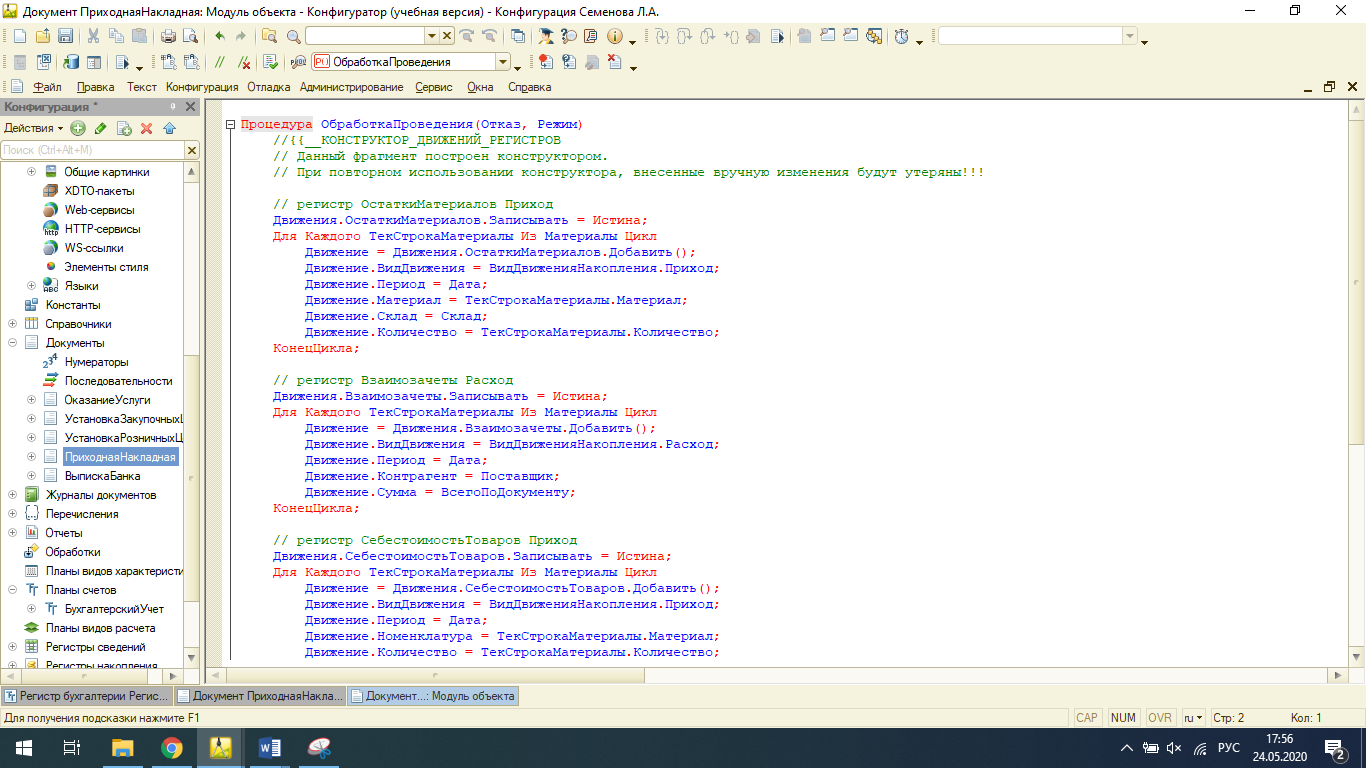 Документ ПриходнаяНакладная: Модуль объекта - Конфигуратор (учебная версия) - Конфигурация Семенова Л.А.
ОбработкаПроведения
Файл Правка Текст Конфигурация Отладка Администрирование Сервис Окна Справка
Конфигурация *
Действия
Поиск (Ctrl+Alt+M)
Общие картинки
XDTO-пакеты
Web-сервисы
HTTP-сервисы
WS-ссылки
Элементы стиля
Языки
Константы
Справочники
Документы
Нумераторы
Последовательности
ОказаниеУслуги
УстановкаЗакупочныхЦ
УстановкаРозничныхЦ
ПриходнаяНакладная
ВыпискаБанка
Журналы документов
Перечисления
Отчеты
Обработки
Планы видов характеристи
Планы счетов
БухгалтерскийУчет
Планы видов расчета
Регистры сведений
Регистры накопления
Процедура ОбработкаПроведения(Отказ, Режим)
//{{__КОНСТРУКТОР_ДВИЖЕНИЙ_РЕГИСТРОВ
// Данный фрагмент построен конструктором.
// При повторном использовании конструктора, внесенные вручную изменения будут утеряны!!!
// регистр ОстаткиМатериалов Приход
Движения.ОстаткиМатериалов.Записывать = Истина;
Для Каждого ТекСтрокаМатериалы Из Материалы Цикл
Движение = Движения.ОстаткиМатериалов.Добавить();
Движение.ВидДвижения = ВидДвиженияНакопления.Приход;
Движение.Период = Дата;
Движение.Материал = ТекСтрокаМатериалы.Материал;
Движение.Склад = Склад;
Движение.Количество = ТекСтрокаМатериалы.Количество;
КонецЦикла;
// регистр Взаимозачеты Расход
Движения.Взаимозачеты.Записывать = Истина;
Для Каждого ТекСтрокаМатериалы Из Материалы Цикл
Движение = Движения.Взаимозачеты.Добавить();
Движение.ВидДвижения = ВидДвиженияНакопления.Расход;
Движение.Период = Дата;
Движение.Контрагент = Поставщик;
Движение.Сумма = ВсегоПоДокументу;
КонецЦикла;
// регистр СебестоимостьТоваров Приход
Движения.СебестоимостьТоваров.Записывать = Истина;
Для Каждого ТекСтрокаМатериалы Из Материалы Цикл
Движение = Движения.СебестоимостьТоваров.Добавить();
Движение.ВидДвижения = ВидДвиженияНакопления.Приход;
Движение.Период = Дата;
Движение.Номенклатура = ТекСтрокаМатериалы.Материал;
Движение.Количество = ТекСтрокаМатериалы.Количество;
Регистр бухгалтерии Регис... Документ ПриходнаяНакла... Документ...: Модуль объекта
Для получения подсказки нажмите F1 CAP NUM OVR ru Стр: 2 Кол: 1
РУС 17:56
24.05.2020 2